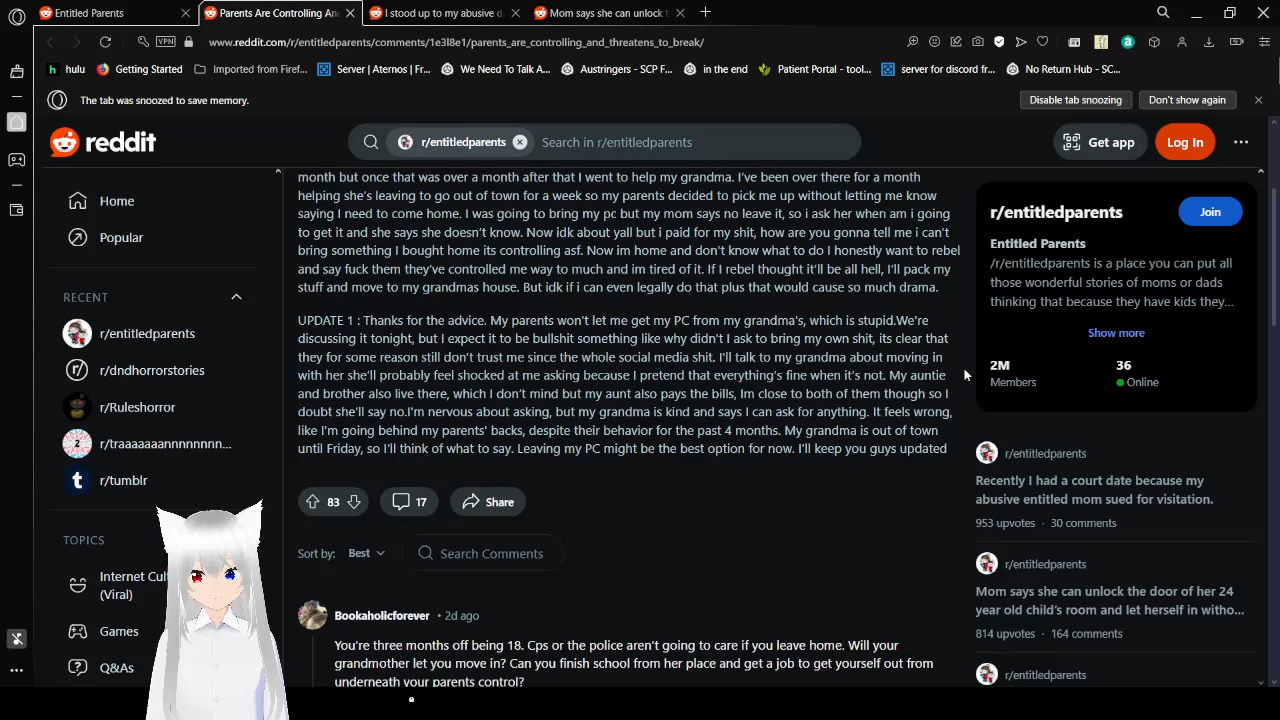 Entitled Parents
Parents Are Controlling An
I stood up to my abusive d
Mom says she can unlock t
VPN
www.reddit.com/r/entitledparents/comments/1e3l8e1/parents_are_controlling_and_threatens_to_break/
hulu
Getting Started
Imported from Firef...
Server | Aternos | Fr...
We Need To Talk A...
Austringers - SCP F...
in the end
Patient Portal - tool...
server for discord fr...
No Return Hub - SC...
The tab was snoozed to save memory.
Disable tab snoozing
Don't show again
reddit
r/entitledparents
Search in r/entitledparents
Get app
Log In
Home
Popular
RECENT
r/entitledparents
r/dndhorrorstories
r/Ruleshorror
r/traaaaaaannnnnnnn...
r/tumblr
TOPICS
Internet Cul
(Viral)
Games
Q&As
month but once that was over a month after that I went to help my grandma. I've been over there for a month
helping she's leaving to go out of town for a week so my parents decided to pick me up without letting me know
saying I need to come home. I was going to bring my pc but my mom says no leave it, so i ask her when am i going
to get it and she says she doesn't know. Now idk about yall but i paid for my shit, how are you gonna tell me i can't
bring something I bought home its controlling asf. Now im home and don't know what to do I honestly want to rebel
and say fuck them they've controlled me way to much and im tired of it. If I rebel thought it'll be all hell, I'll pack my
stuff and move to my grandmas house. But idk if i can even legally do that plus that would cause so much drama.
UPDATE 1 : Thanks for the advice. My parents won't let me get my PC from my grandma's, which is stupid.We're
discussing it tonight, but I expect it to be bullshit something like why didn't I ask to bring my own shit, its clear that
they for some reason still don't trust me since the whole social media shit. I'll talk to my grandma about moving in
with her she'll probably feel shocked at me asking because I pretend that everything's fine when it's not. My auntie
and brother also live there, which I don't mind but my aunt also pays the bills, Im close to both of them though so I
doubt she'll say no.I'm nervous about asking, but my grandma is kind and says I can ask for anything. It feels wrong,
like I'm going behind my parents' backs, despite their behavior for the past 4 months. My grandma is out of town
until Friday, so I'll think of what to say. Leaving my PC might be the best option for now. I'll keep you guys updated
83
17
Share
Sort by:
Best
Search Comments
Bookaholicforever • 2d ago
You're three months off being 18. Cps or the police aren't going to care if you leave home. Will your
grandmother let you move in? Can you finish school from her place and get a job to get yourself out from
underneath your parents control?
r/entitledparents
Join
Entitled Parents
/r/entitledparents is a place you can put all
those wonderful stories of moms or dads
thinking that because they have kids they...
Show more
2M
36
Members
Online
r/entitledparents
Recently I had a court date because my
abusive entitled mom sued for visitation.
953 upvotes · 30 comments
r/entitledparents
Mom says she can unlock the door of her 24
year old child's room and let herself in witho...
814 upvotes · 164 comments
r/entitledparents